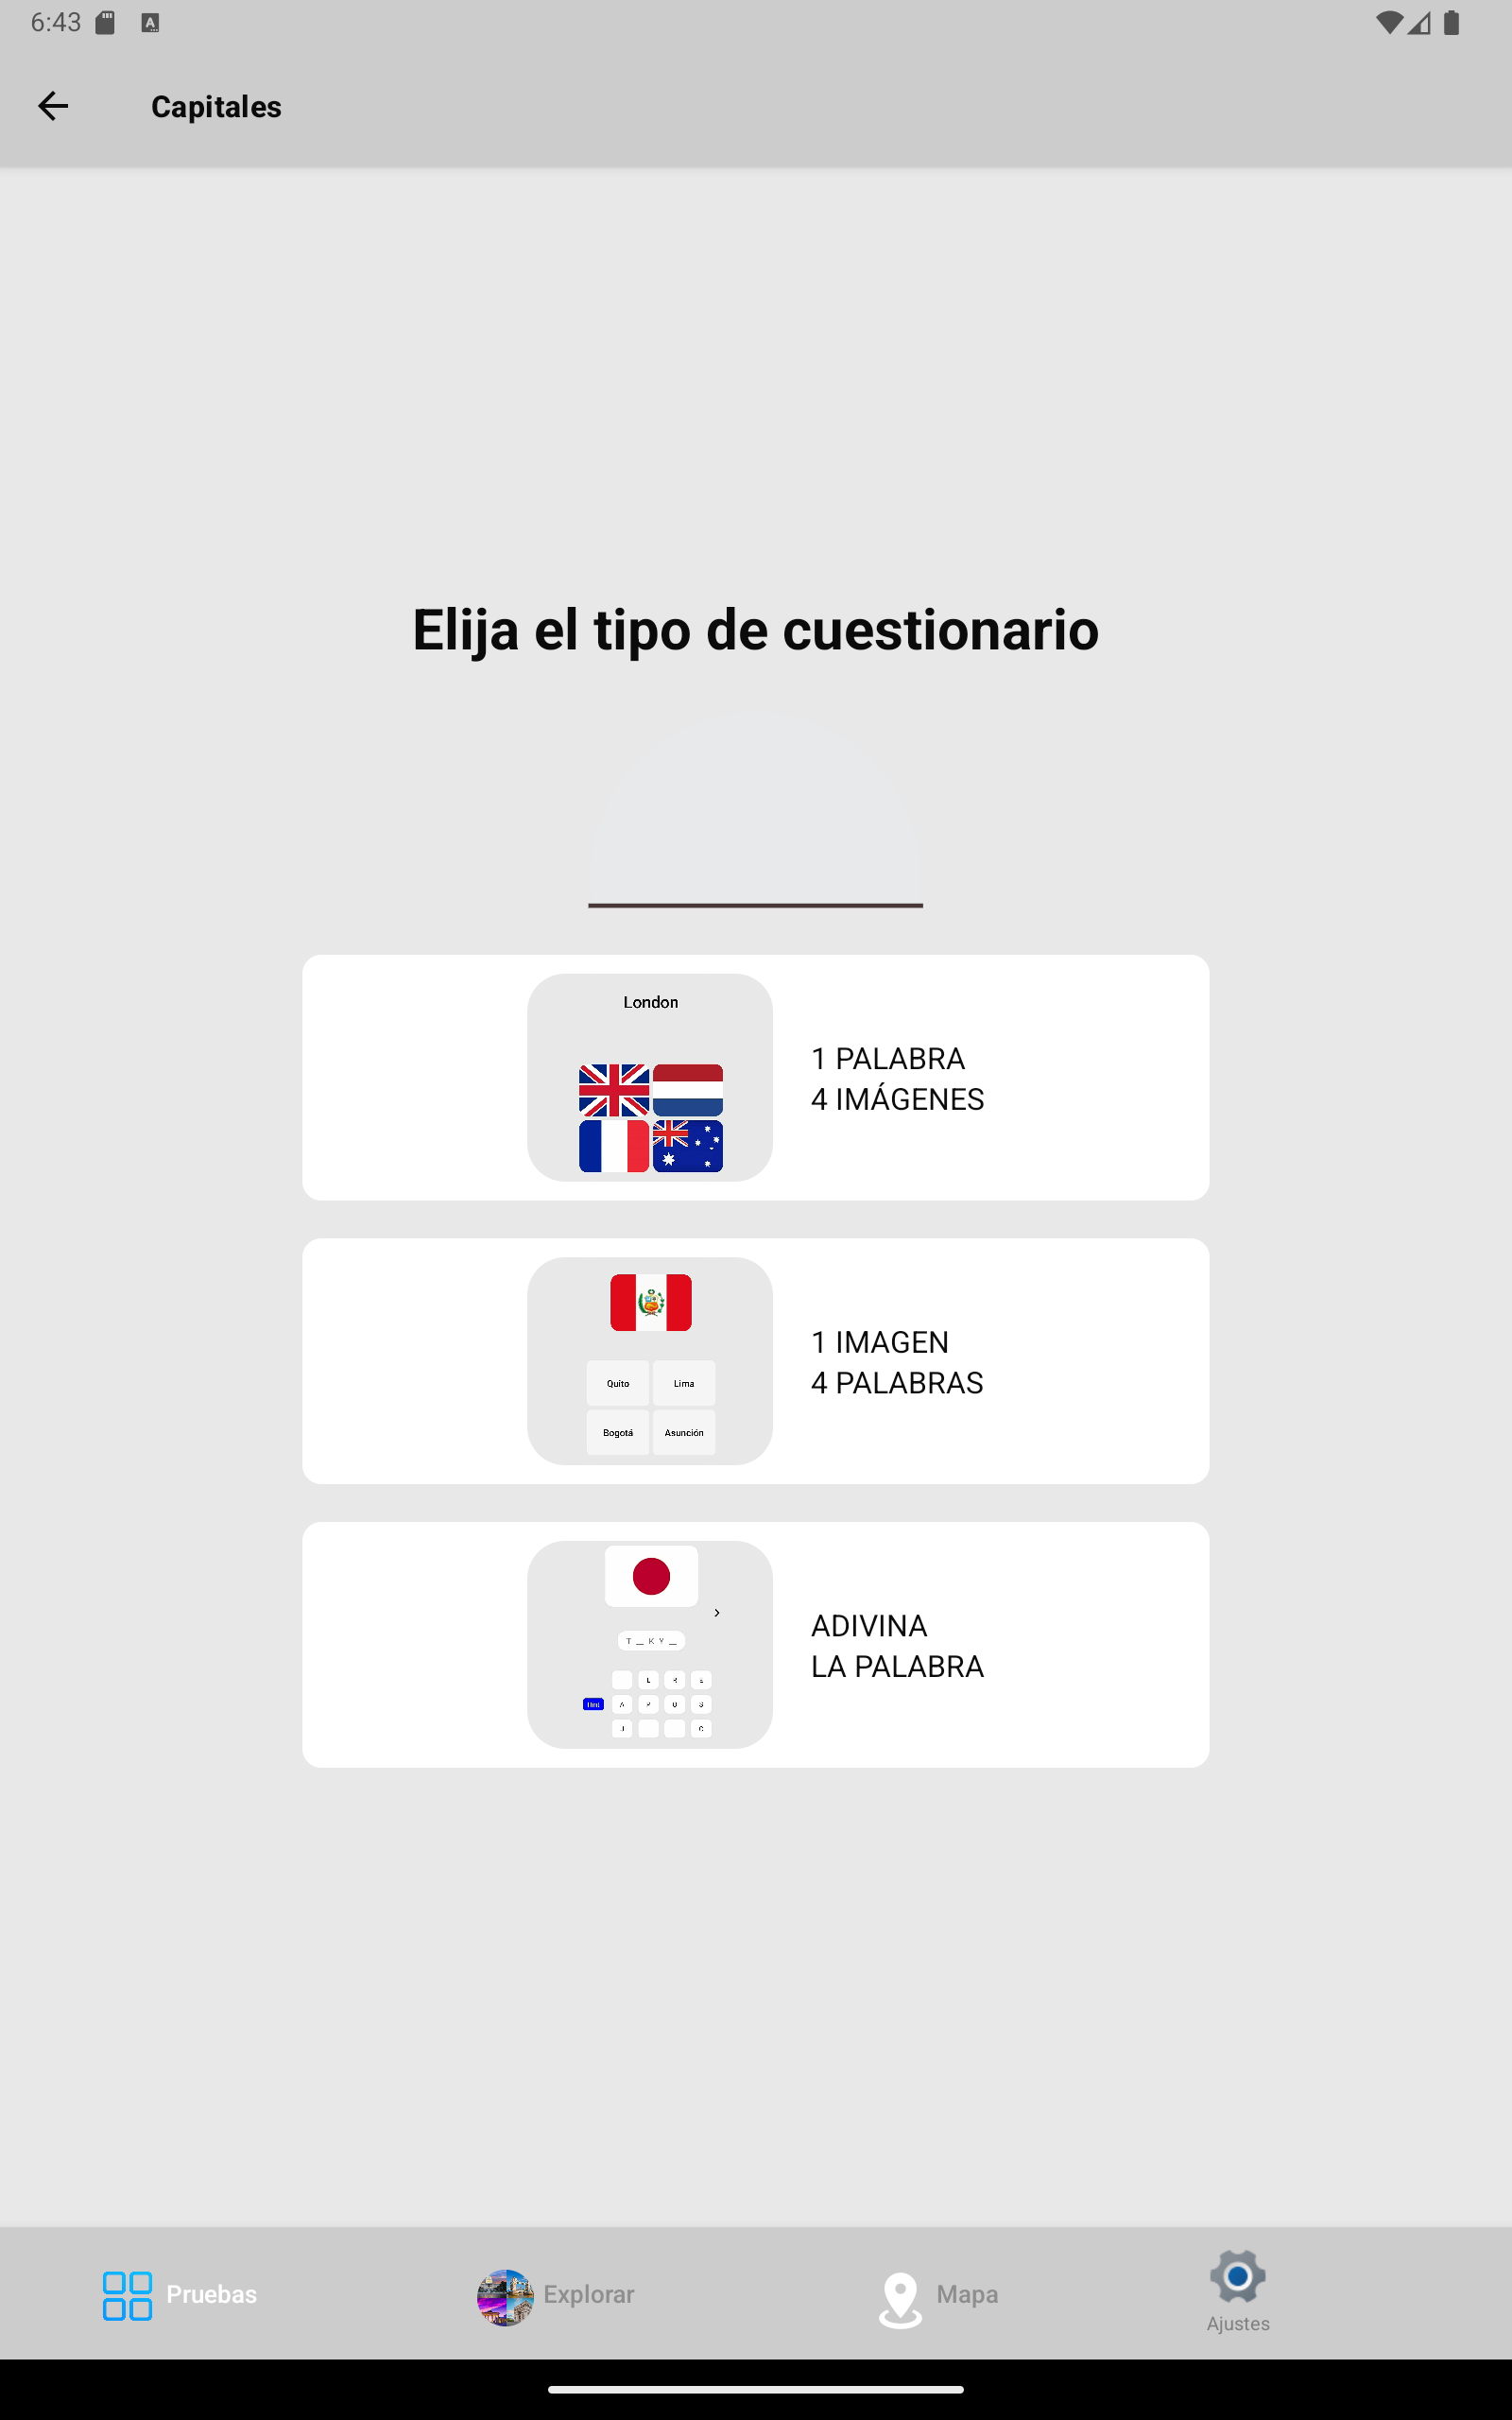 6:43
Capitales
Elija el tipo de cuestionario
London
1 PALABRA
4 IMÁGENES
Quito Lima
Bogotá Asunción
1 IMAGEN
4 PALABRAS
T _ K Y _
ADIVINA
LA PALABRA
Pruebas
Explorar
Mapa
Ajustes